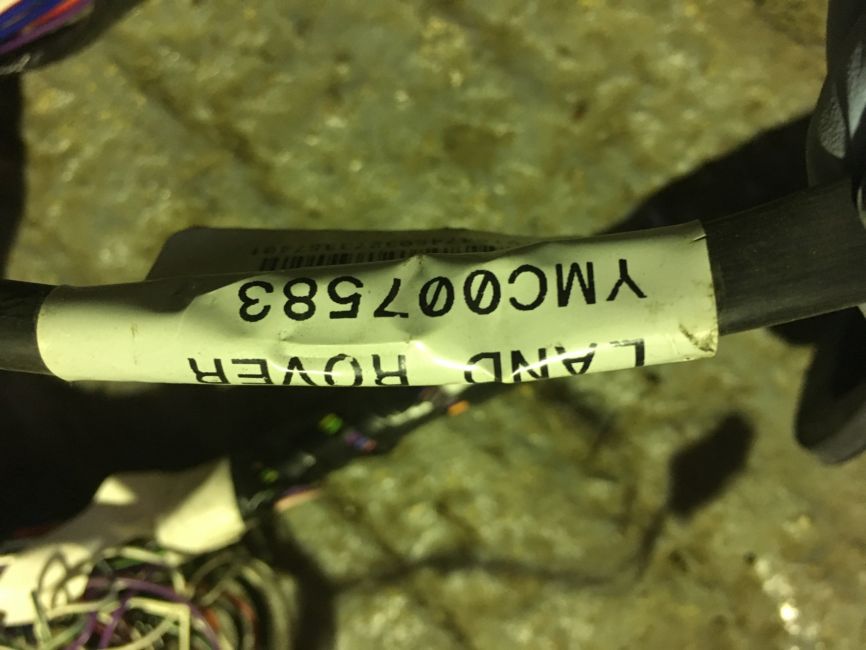 LAND ROVER
YMC007583